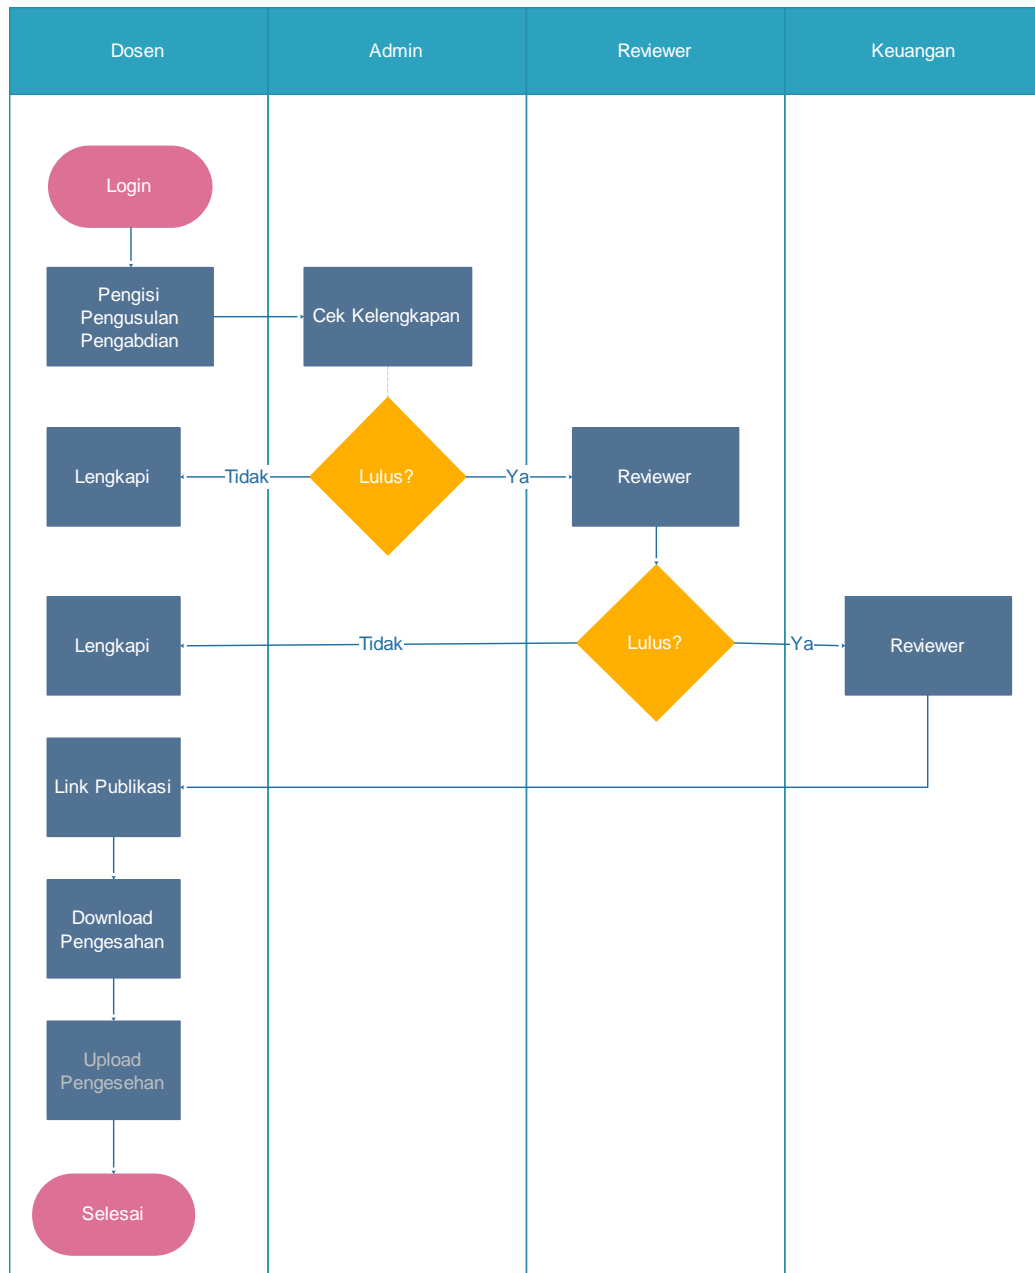 Dosen
Admin
Reviewer
Keuangan
Login
Pengisi
Pengusulan
Pengabdian
Cek Kelengkapan
Lengkapi
Tidak
Lulus?
Ya
Reviewer
Lengkapi
Tidak
Lulus?
Ya
Reviewer
Link Publikasi
Download
Pengesahan
Upload
Pengesehan
Selesai